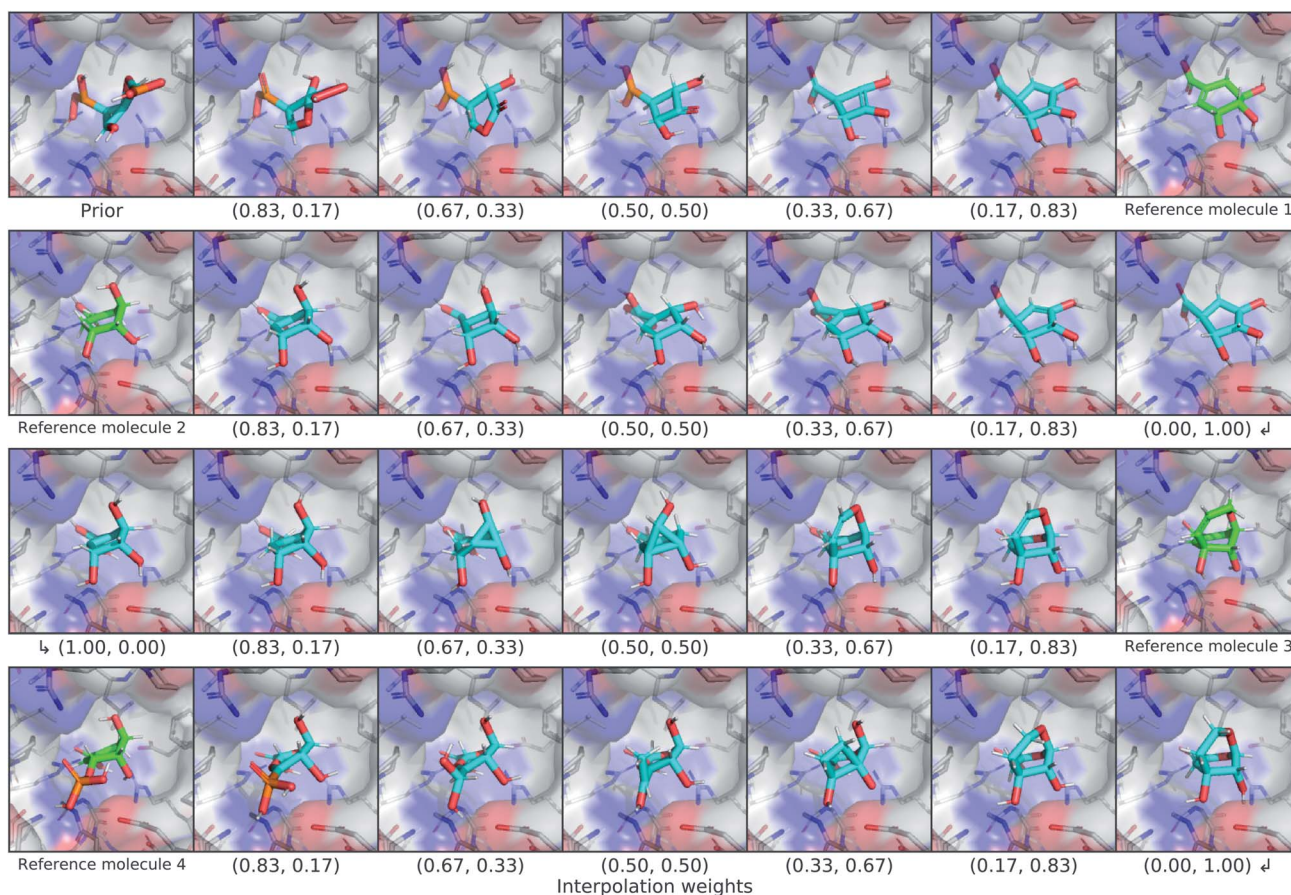 Prior (0.83, 0.17) (0.67, 0.33) (0.50, 0.50) (0.33, 0.67) (0.17, 0.83) Reference molecule 1
Reference molecule 2 (0.83, 0.17) (0.67, 0.33) (0.50, 0.50) (0.33, 0.67) (0.17, 0.83) (0.00, 1.00) ↲
↳ (1.00, 0.00) (0.83, 0.17) (0.67, 0.33) (0.50, 0.50) (0.33, 0.67) (0.17, 0.83) Reference molecule 3
Reference molecule 4 (0.83, 0.17) (0.67, 0.33) (0.50, 0.50) (0.33, 0.67) (0.17, 0.83) (0.00, 1.00) ↲
Interpolation weights